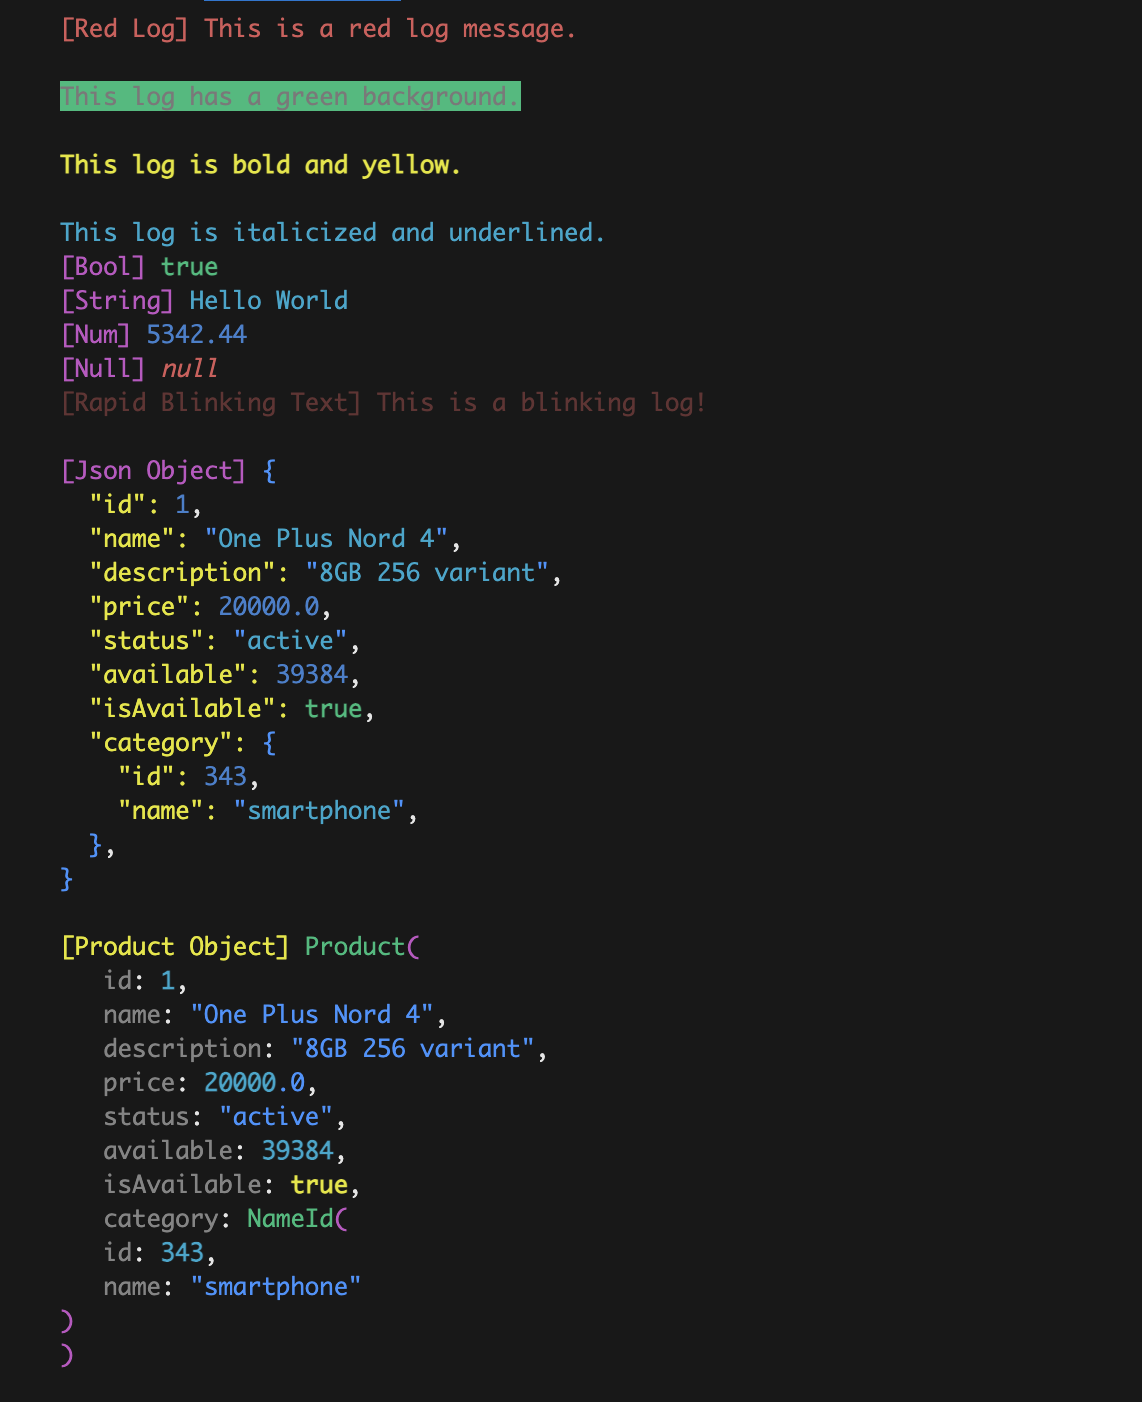 [Red Log] This is a red log message.
This log has a green background.
This log is bold and yellow.
This log is italicized and underlined.
[Bool] true
[String] Hello World
[Num] 5342.44
[Null] null
[Rapid Blinking Text] This is a blinking log!
[Json Object] {
  "id": 1,
  "name": "One Plus Nord 4",
  "description": "8GB 256 variant",
  "price": 20000.0,
  "status": "active",
  "available": 39384,
  "isAvailable": true,
  "category": {
    "id": 343,
    "name": "smartphone",
  },
}
[Product Object] Product(
   id: 1,
   name: "One Plus Nord 4",
   description: "8GB 256 variant",
   price: 20000.0,
   status: "active",
   available: 39384,
   isAvailable: true,
   category: NameId(
   id: 343,
   name: "smartphone"
)
)